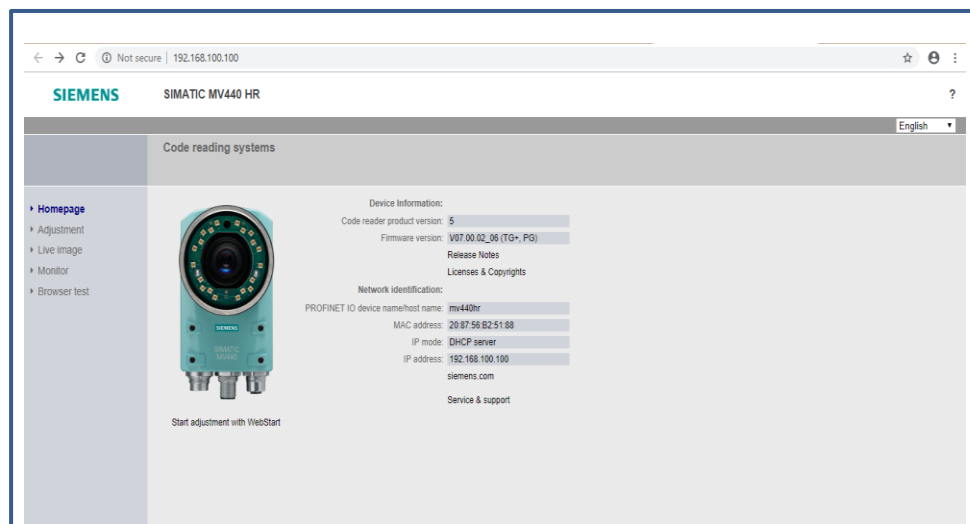 Not secure | 192.168.100.100
SIEMENS SIMATIC MV440 HR ?
English
Code reading systems
Homepage
Adjustment
Live image
Monitor
Browser test
SIEMENS
SIMATIC
MV440
Start adjustment with WebStart
Device Information:
Code reader product version: 5
Firmware version: V07.00.02_06 (TG+, PG)
Release Notes
Licenses & Copyrights
Network identification:
PROFINET IO device name/host name: mv440hr
MAC address: 20:87:56:B2:51:88
IP mode: DHCP server
IP address: 192.168.100.100
siemens.com
Service & support